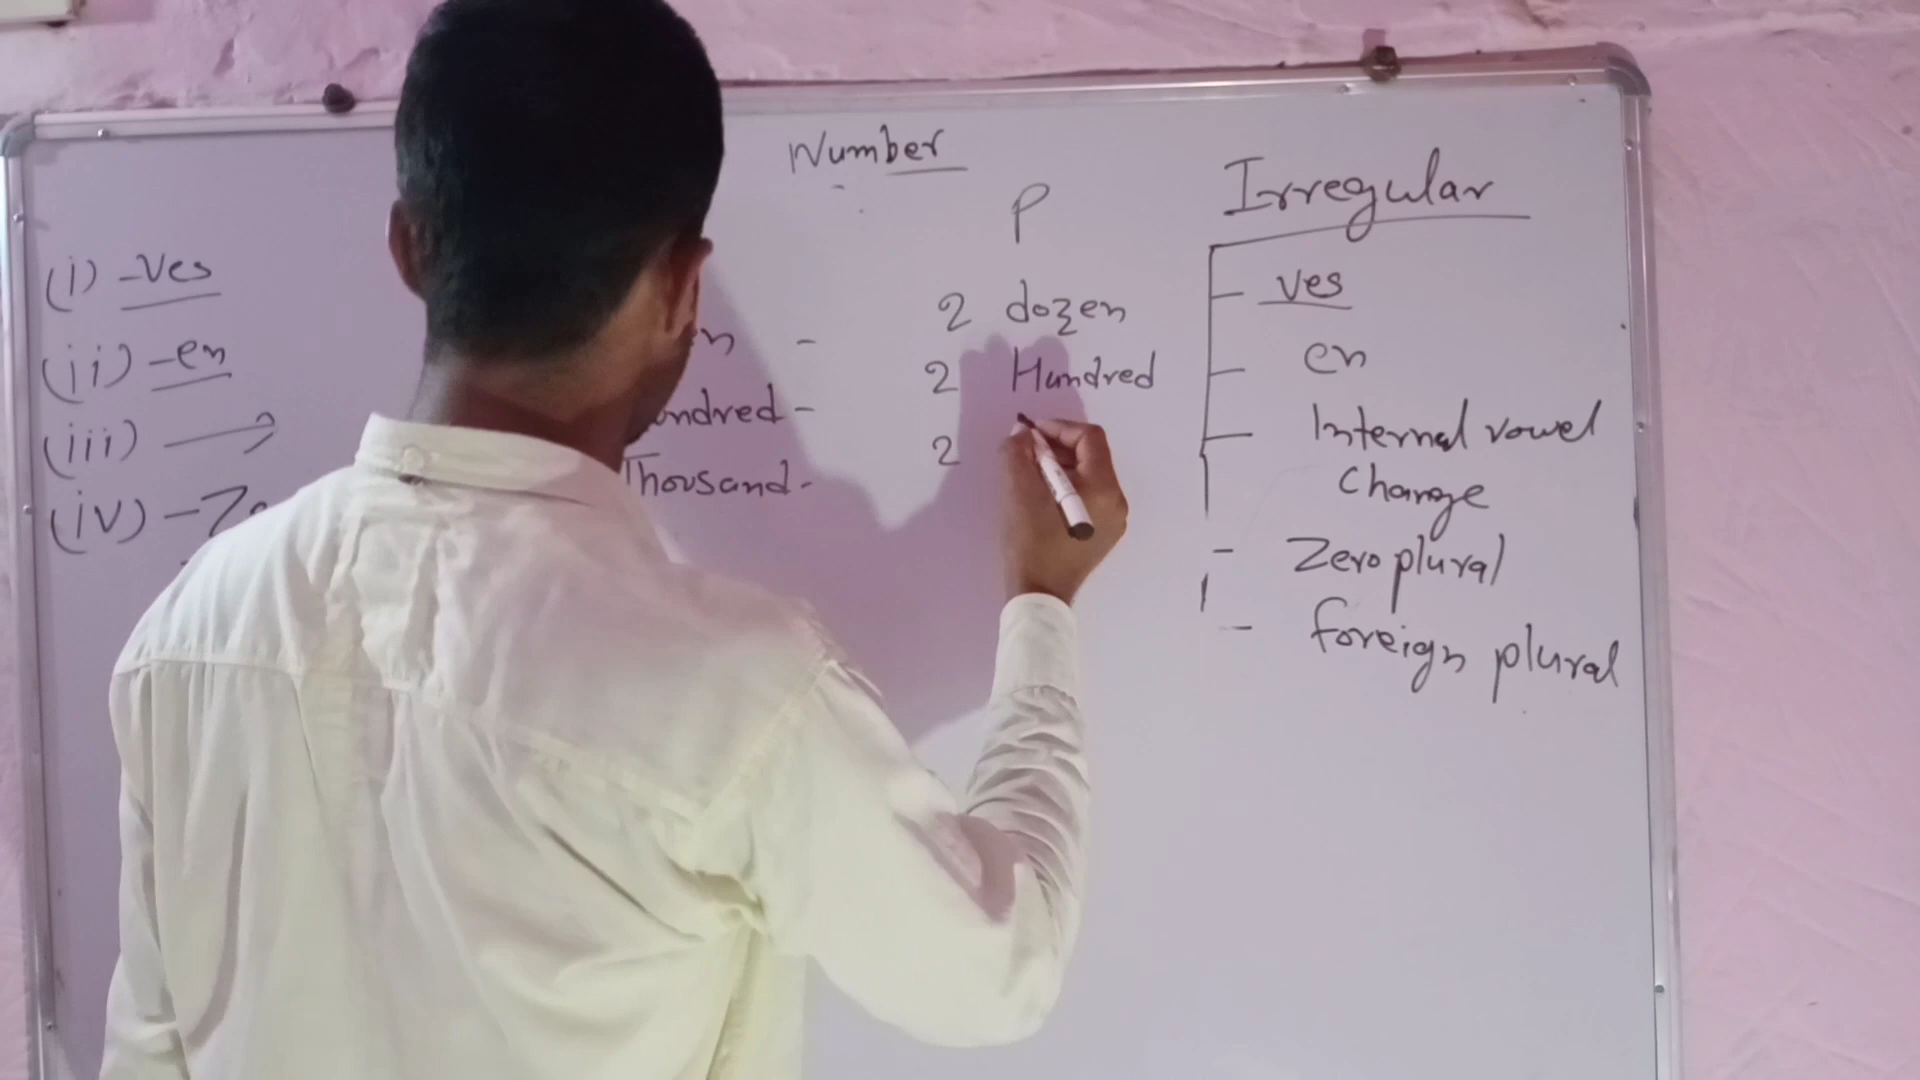 Number
P
Irregular
(i) -ves
(ii) -en
(iii)
(iv) -
-
Hundred -
Thousand -
2 dozen
2 Hundred
2
ves
en
Internal vowel
change
Zero plural
foreign plural